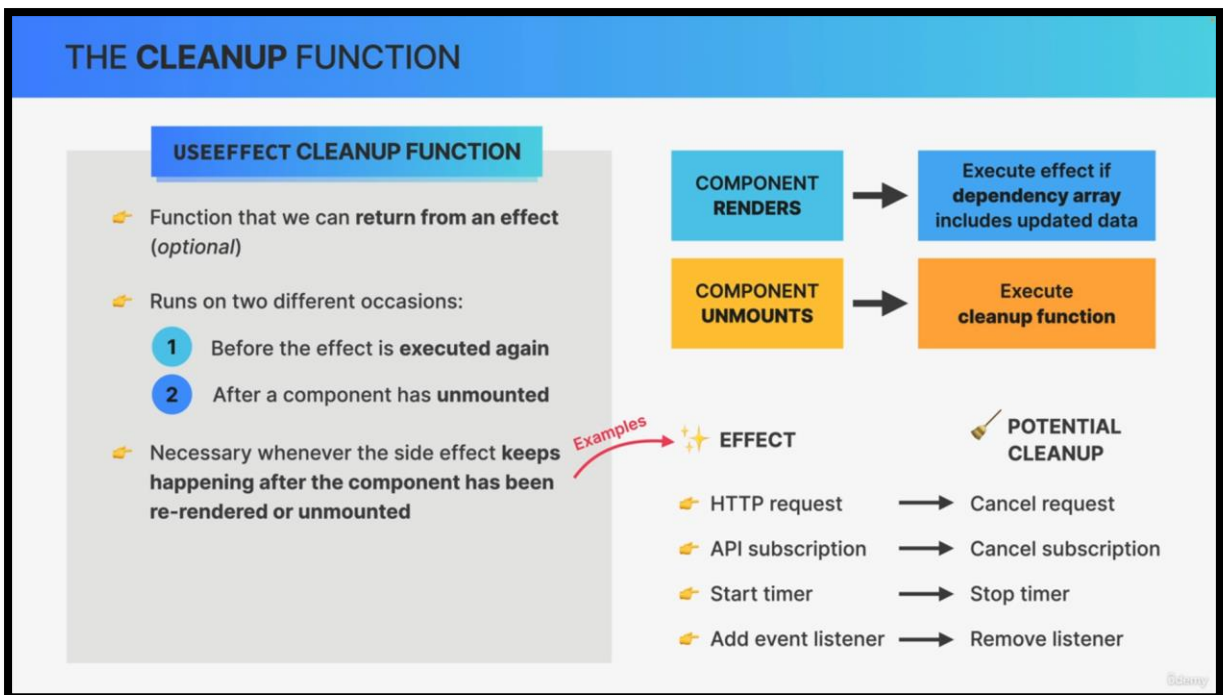 THE CLEANUP FUNCTION
USEEFFECT CLEANUP FUNCTION
Function that we can return from an effect
(optional)
Runs on two different occasions:
1 Before the effect is executed again
2 After a component has unmounted
Necessary whenever the side effect keeps
happening after the component has been
re-rendered or unmounted
COMPONENT
RENDERS
Execute effect if
dependency array
includes updated data
COMPONENT
UNMOUNTS
Execute
cleanup function
Examples
EFFECT
POTENTIAL
CLEANUP
HTTP request
Cancel request
API subscription
Cancel subscription
Start timer
Stop timer
Add event listener
Remove listener
Udemy